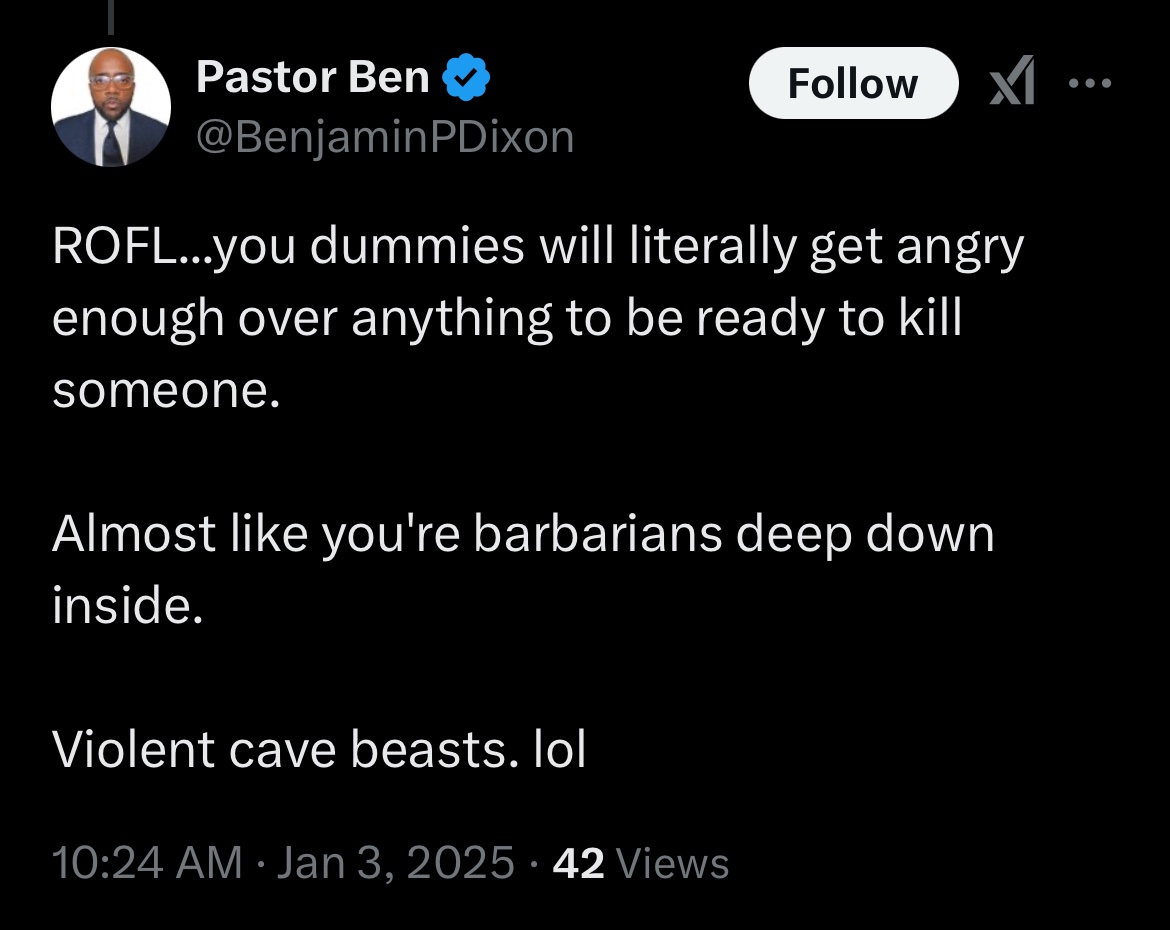 Pastor Ben
Follow
@BenjaminPDixon
ROFL...you dummies will literally get angry
enough over anything to be ready to kill
someone.
Almost like you're barbarians deep down
inside.
Violent cave beasts. lol
10:24 AM · Jan 3, 2025 · 42 Views